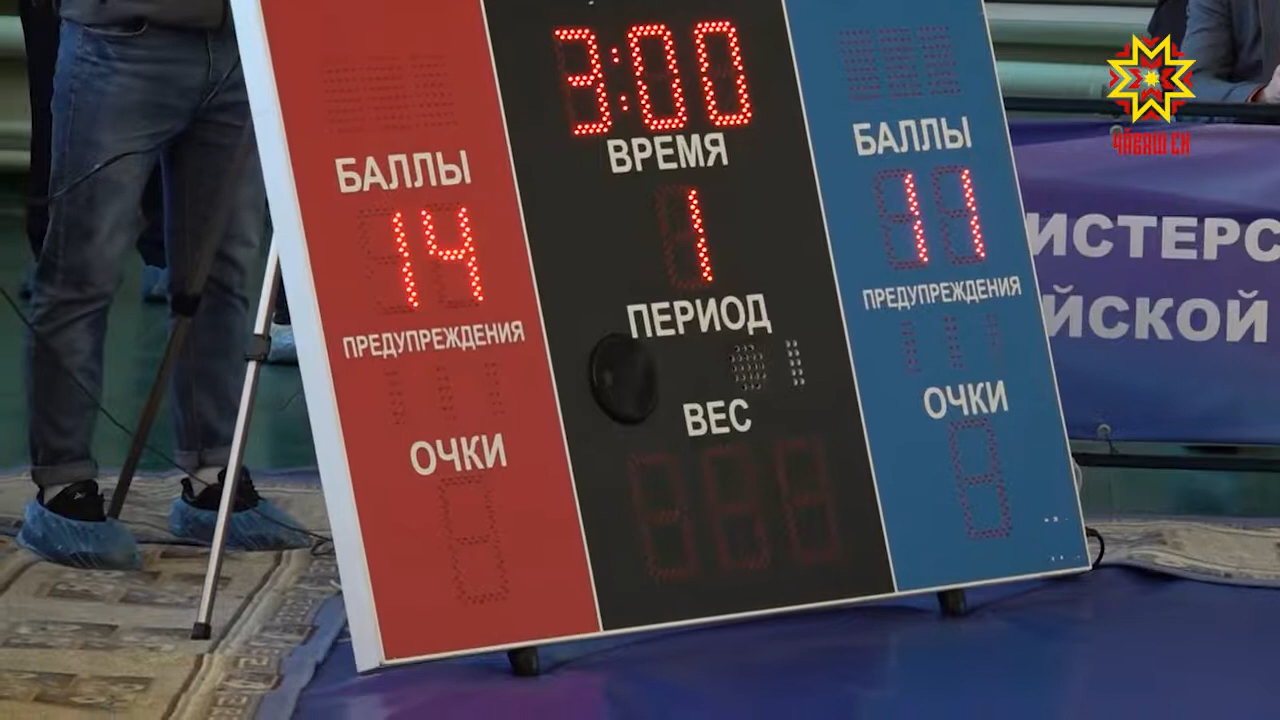 3:00
ВРЕМЯ
БАЛЛЫ
БАЛЛЫ
14
1
11
ПЕРИОД
ПРЕДУПРЕЖДЕНИЯ
ПРЕДУПРЕЖДЕНИЯ
ВЕС
ОЧКИ
ОЧКИ
ЧӐВАШ ЕН
ИСТЕРС
ЙСКОЙ